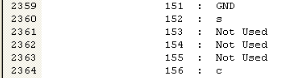 2359 151 : GND
2360 152 : s
2361 153 : Not Used
2362 154 : Not Used
2363 155 : Not Used
2364 156 : c